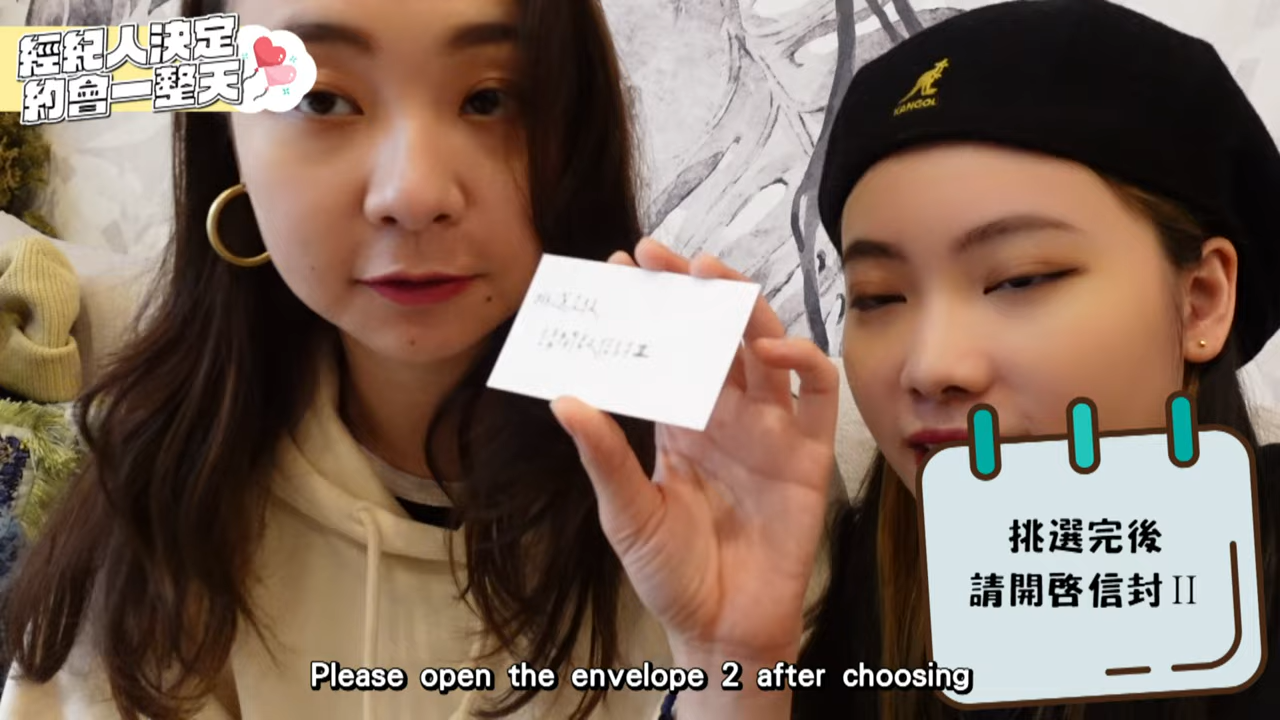 經紀人決定
約會一整天
KANGOL
挑選完後
請開啓信封 II
Please open the envelope 2 after choosing